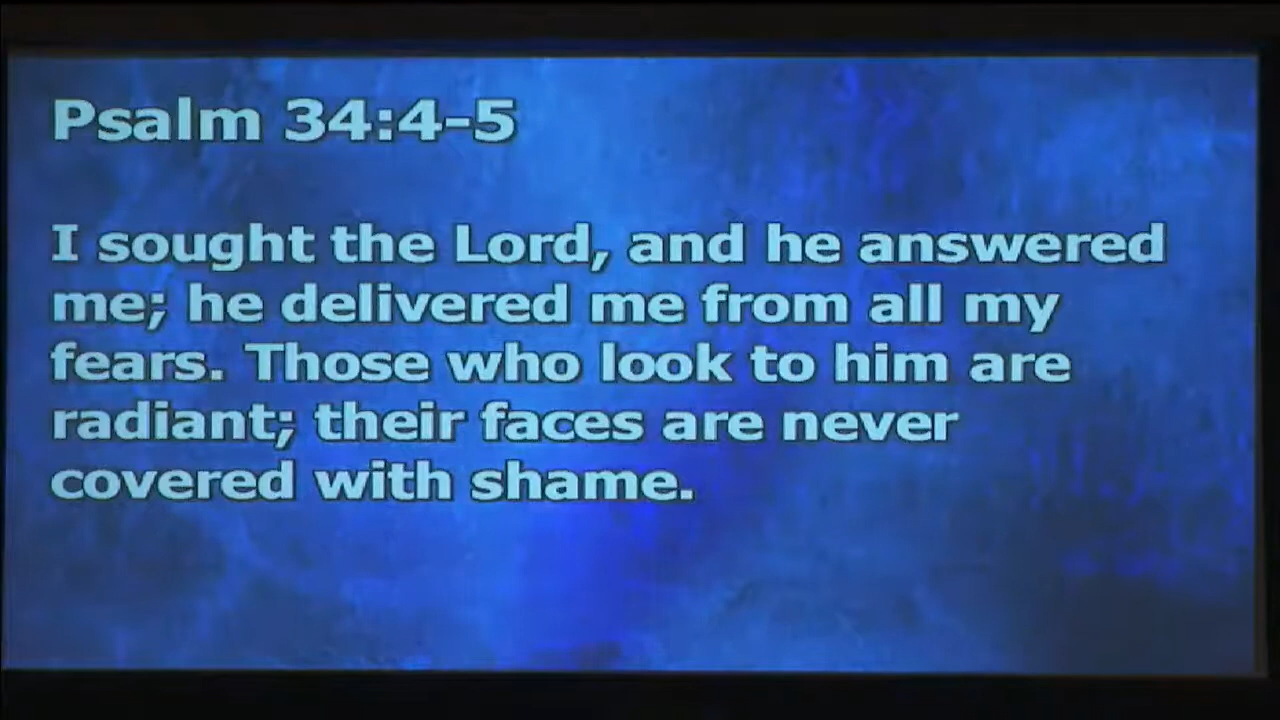 Psalm 34:4-5
I sought the Lord, and he answered
me; he delivered me from all my
fears. Those who look to him are
radiant; their faces are never
covered with shame.